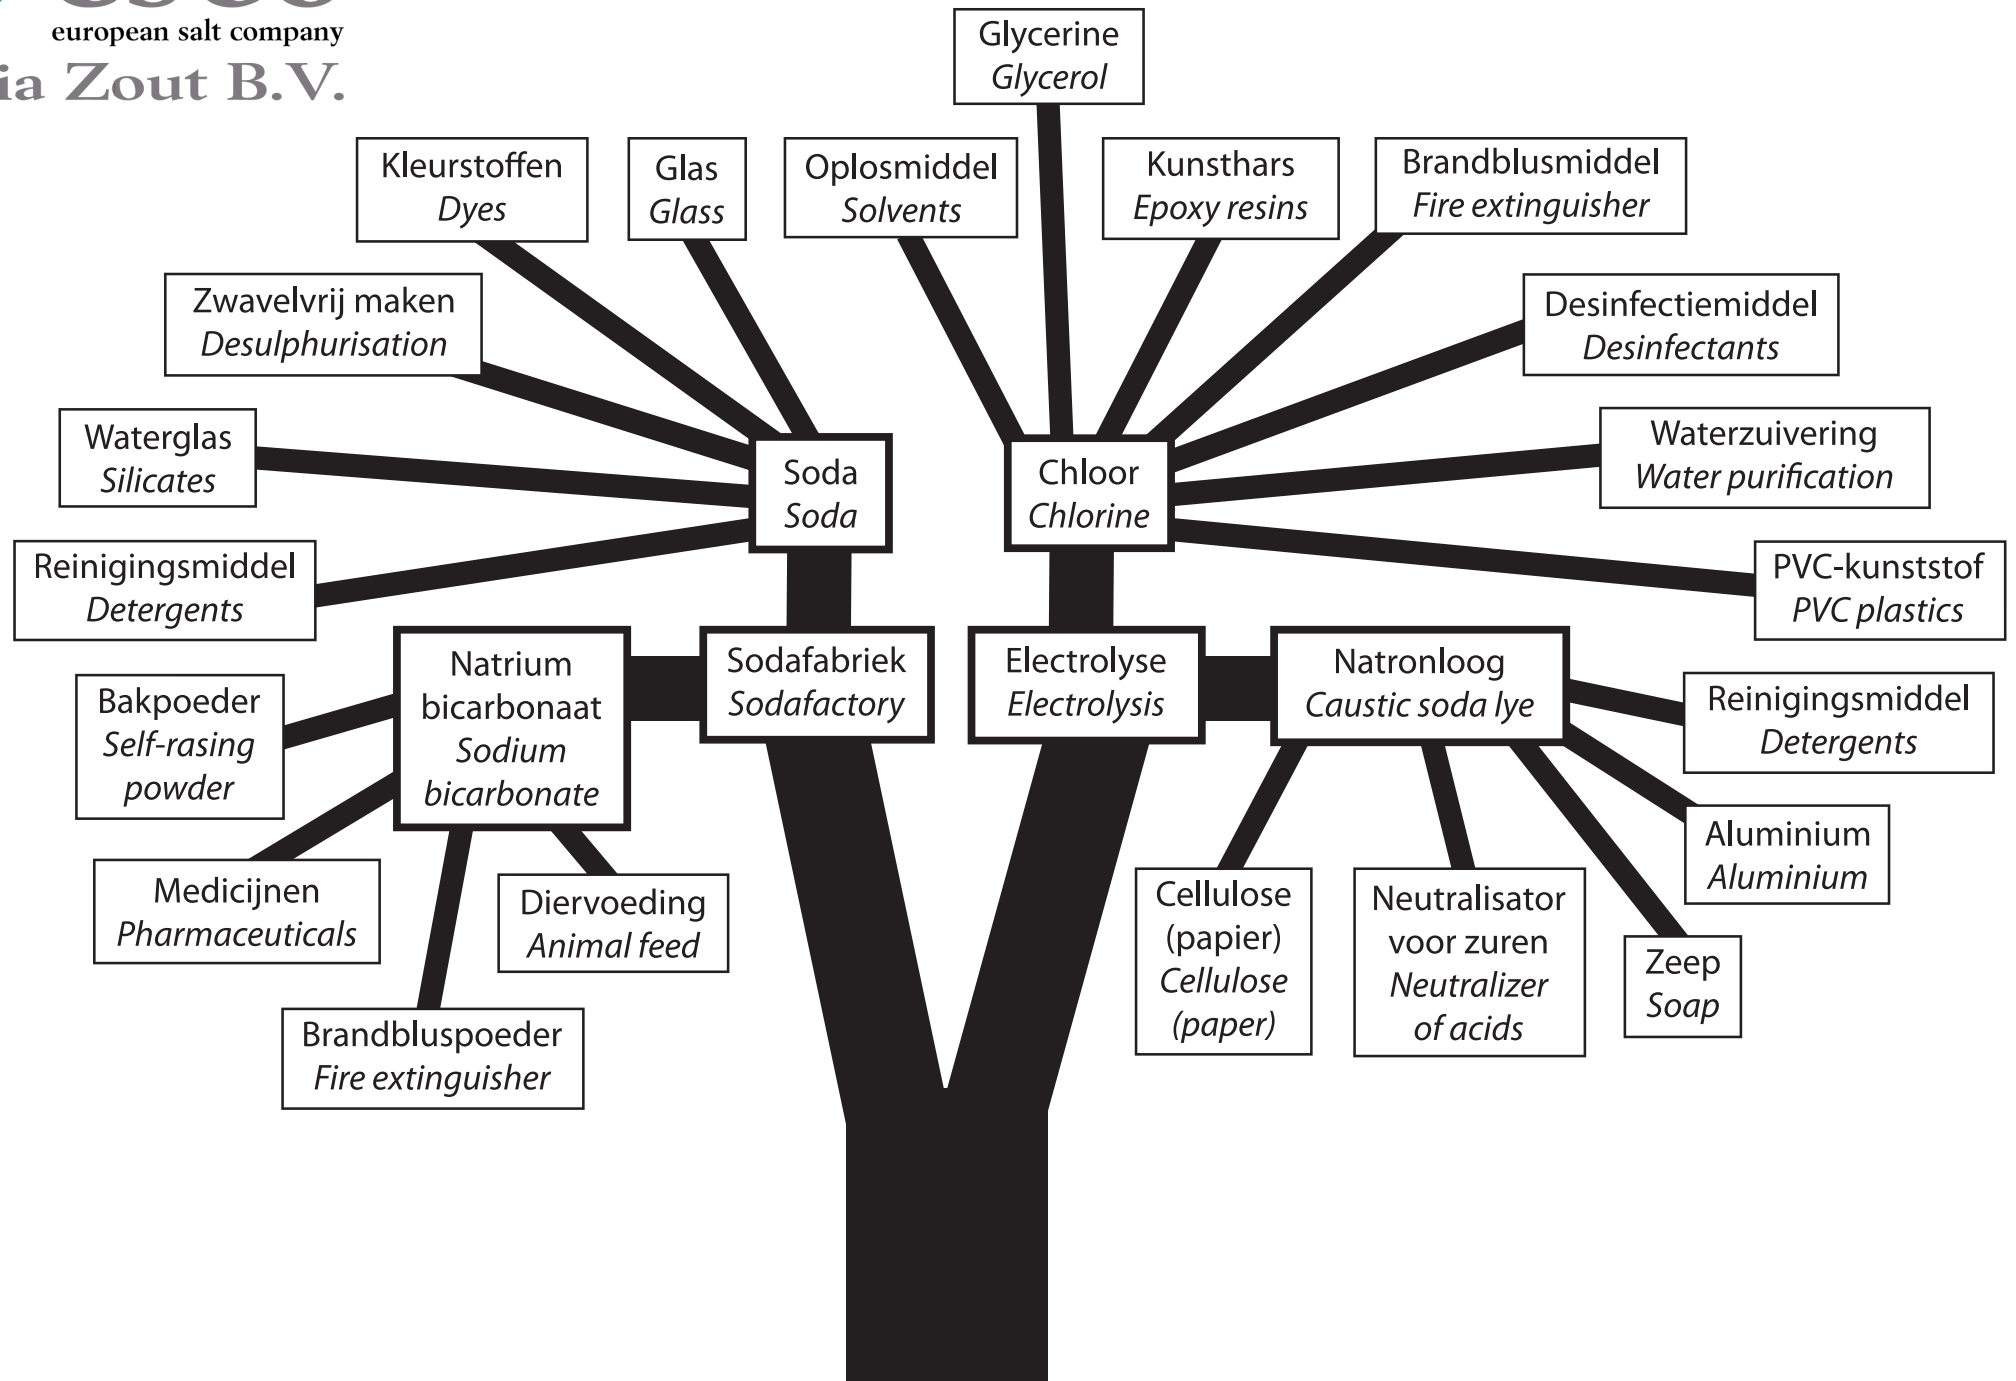 european salt company
Zout B.V.
Glycerine
Glycerol
Kleurstoffen
Dyes
Glas
Glass
Oplosmiddel
Solvents
Kunsthars
Epoxy resins
Brandblusmiddel
Fire extinguisher
Zwavelvrij maken
Desulphurisation
Desinfectiemiddel
Desinfectants
Waterglas
Silicates
Soda
Soda
Chloor
Chlorine
Waterzuivering
Water purification
Reinigingsmiddel
Detergents
PVC-kunststof
PVC plastics
Natrium
bicarbonaat
Sodium
bicarbonate
Sodafabriek
Sodafactory
Electrolyse
Electrolysis
Natronloog
Caustic soda lye
Bakpoeder
Self-rasing
powder
Reinigingsmiddel
Detergents
Medicijnen
Pharmaceuticals
Diervoeding
Animal feed
Cellulose
(papier)
Cellulose
(paper)
Neutralisator
voor zuren
Neutralizer
of acids
Aluminium
Aluminium
Zeep
Soap
Brandbluspoeder
Fire extinguisher